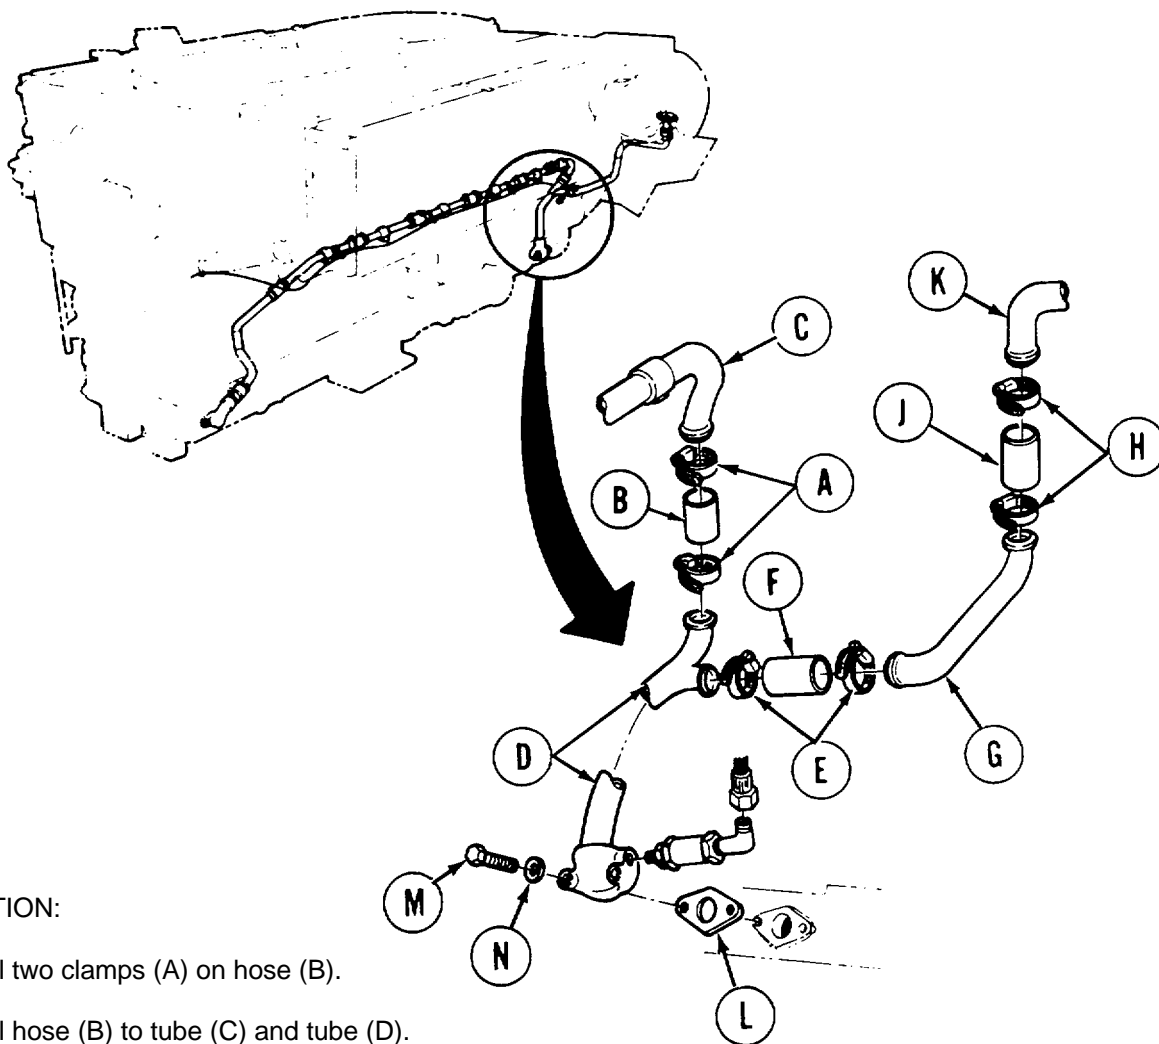 K
C
J
H
A
B
F
D
E
G
M
N
L
TION:
l two clamps (A) on hose (B).
l hose (B) to tube (C) and tube (D).